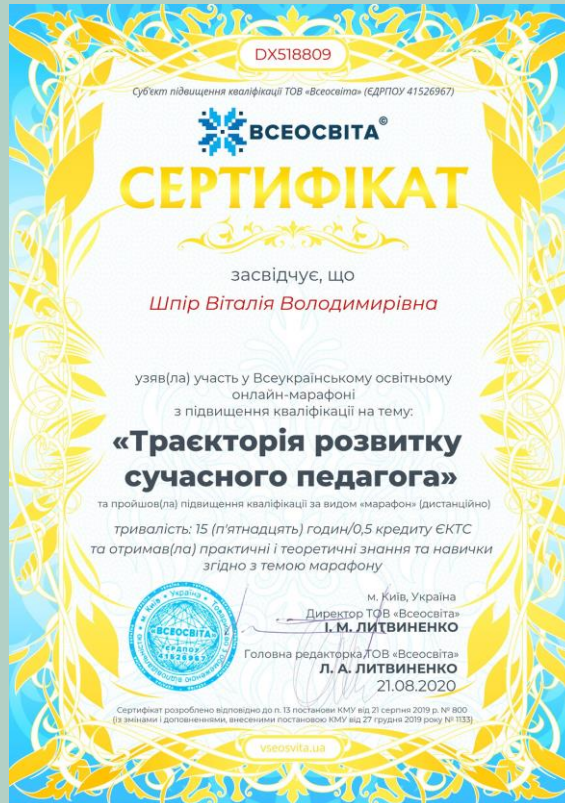 DX518809
Суб'єкт підвищення кваліфікації ТОВ «Всеосвіта» (ЄДРПОУ 41526967)
ВСЕОСВІТА©
СЕРТИФІКАТ
засвідчує, що
Шпір Віталія Володимирівна
узяв(ла) участь у Всеукраїнському освітньому
онлайн-марафоні
з підвищення кваліфікації на тему:
«Траєкторія розвитку
сучасного педагога»
та пройшов(ла) підвищення кваліфікації за видом «марафон» (дистанційно)
тривалість: 15 (п'ятнадцять) годин/0,5 кредиту ЄКТС
та отримав(ла) практичні і теоретичні знання та навички
згідно з темою марафону
м. Київ, Україна
Директор ТОВ «Всеосвіта»
І. М. ЛИТВИНЕНКО
Головна редакторка ТОВ «Всеосвіта»
Л. А. ЛИТВИНЕНКО
21.08.2020
м. Київ • Україна
«ВСЕОСВІТА»
ЄДРПОУ
41526967
Сертифікат розроблено відповідно до п. 13 постанови КМУ від 21 серпня 2019 р. № 800
(із змінами і доповненнями, внесеними постановою КМУ від 27 грудня 2019 року № 1133)
vseosvita.ua